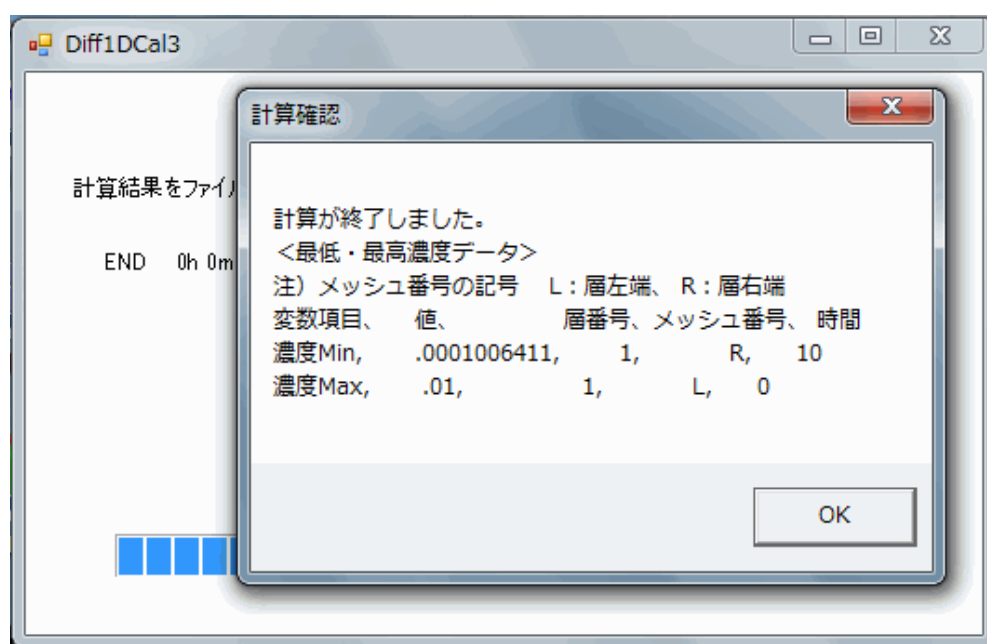 Diff1DCal3
計算確認
計算結果をファイル
END 0h 0m
計算が終了しました。
<最低・最高濃度データ>
注）メッシュ番号の記号 L：層左端、 R：層右端
変数項目、 値、 層番号、メッシュ番号、 時間
濃度Min, .0001006411, 1, R, 10
濃度Max, .01, 1, L, 0
OK